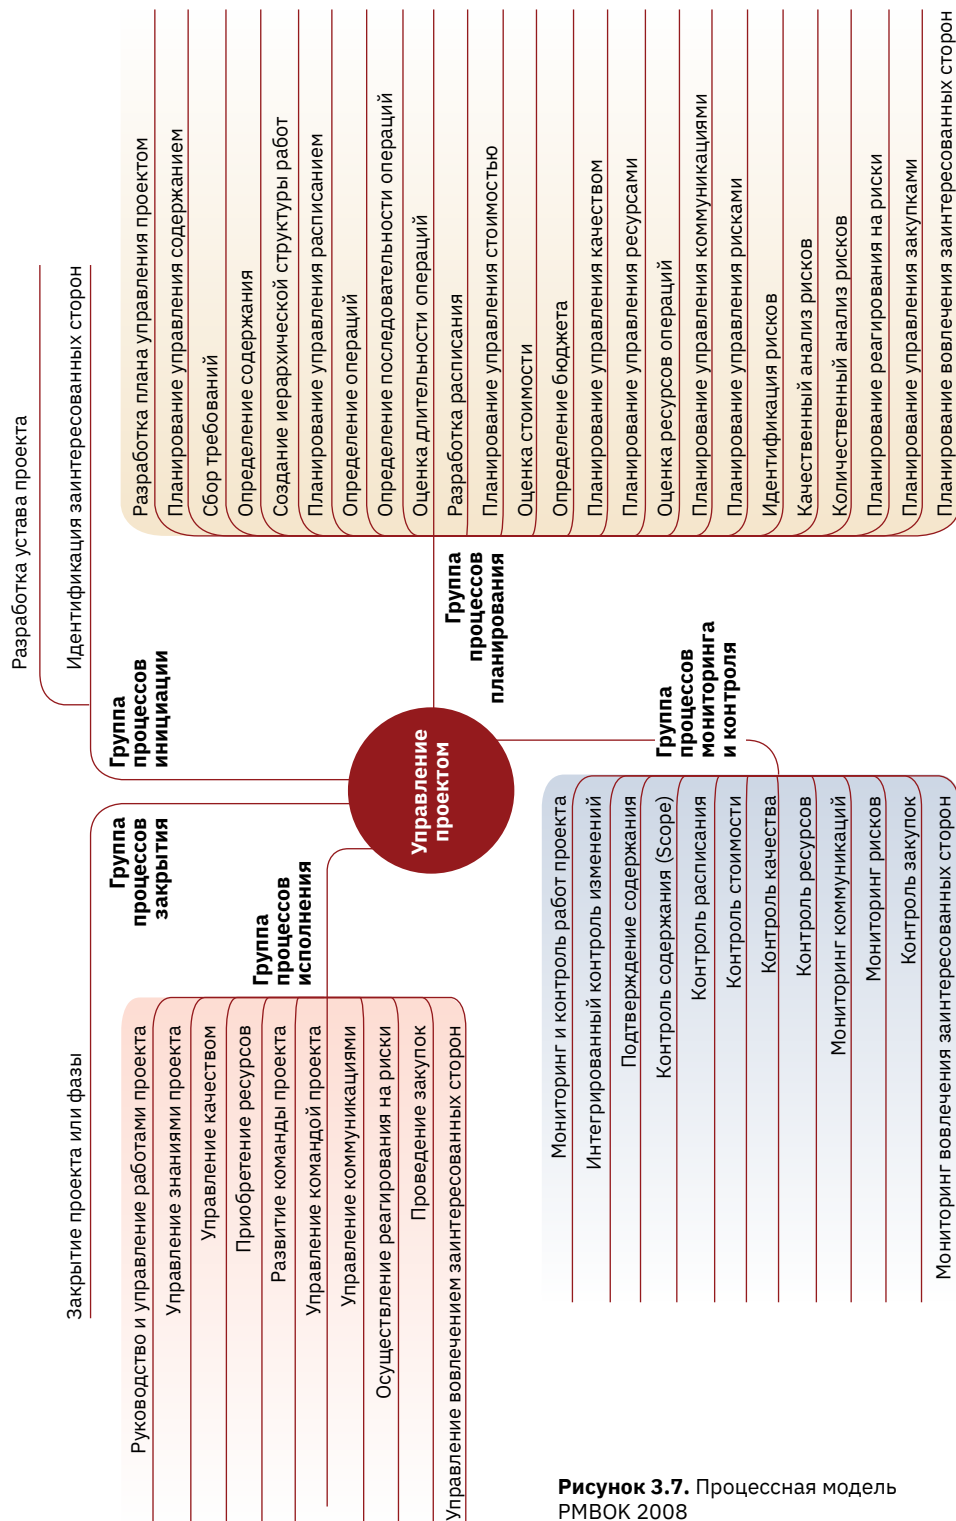 Управление
проектом
Группа
процессов
инициации
Разработка устава проекта
Идентификация заинтересованных сторон
Группа
процессов
планирования
Разработка плана управления проектом
Планирование управления содержанием
Сбор требований
Определение содержания
Создание иерархической структуры работ
Планирование управления расписанием
Определение операций
Определение последовательности операций
Оценка длительности операций
Разработка расписания
Планирование управления стоимостью
Оценка стоимости
Определение бюджета
Планирование управления качеством
Планирование управления ресурсами
Оценка ресурсов операций
Планирование управления коммуникациями
Планирование управления рисками
Идентификация рисков
Качественный анализ рисков
Количественный анализ рисков
Планирование реагирования на риски
Планирование управления закупками
Планирование вовлечения заинтересованных сторон
Группа
процессов
закрытия
Закрытие проекта или фазы
Группа
процессов
исполнения
Руководство и управление работами проекта
Управление знаниями проекта
Управление качеством
Приобретение ресурсов
Развитие команды проекта
Управление командой проекта
Управление коммуникациями
Осуществление реагирования на риски
Проведение закупок
Управление вовлечением заинтересованных сторон
Группа
процессов
мониторинга
и контроля
Мониторинг и контроль работ проекта
Интегрированный контроль изменений
Подтверждение содержания
Контроль содержания (Scope)
Контроль расписания
Контроль стоимости
Контроль качества
Контроль ресурсов
Мониторинг коммуникаций
Мониторинг рисков
Контроль закупок
Мониторинг вовлечения заинтересованных сторон
Рисунок 3.7. Процессная модель
PMBOK 2008